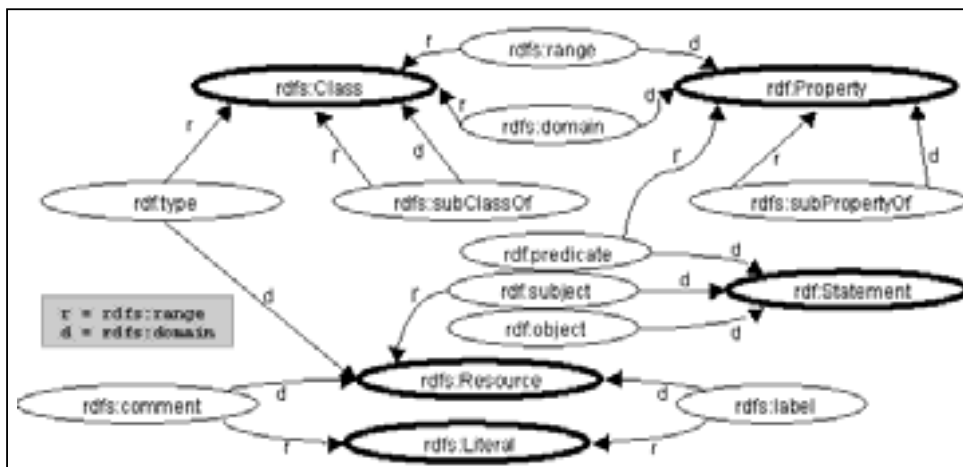 r
rdfs:range
d
rdfs:Class
rdf:Property
r
rdfs:domain
d
r
r
d
r
r
d
rdf:type
rdfs:subClassOf
rdfs:subPropertyOf
rdf:predicate
d
r
rdf:subject
d
rdf:Statement
d
r = rdfs:range
d = rdfs:domain
rdf:object
d
rdfs:Resource
rdfs:comment
d
d
rdfs:label
r
rdfs:Literal
r